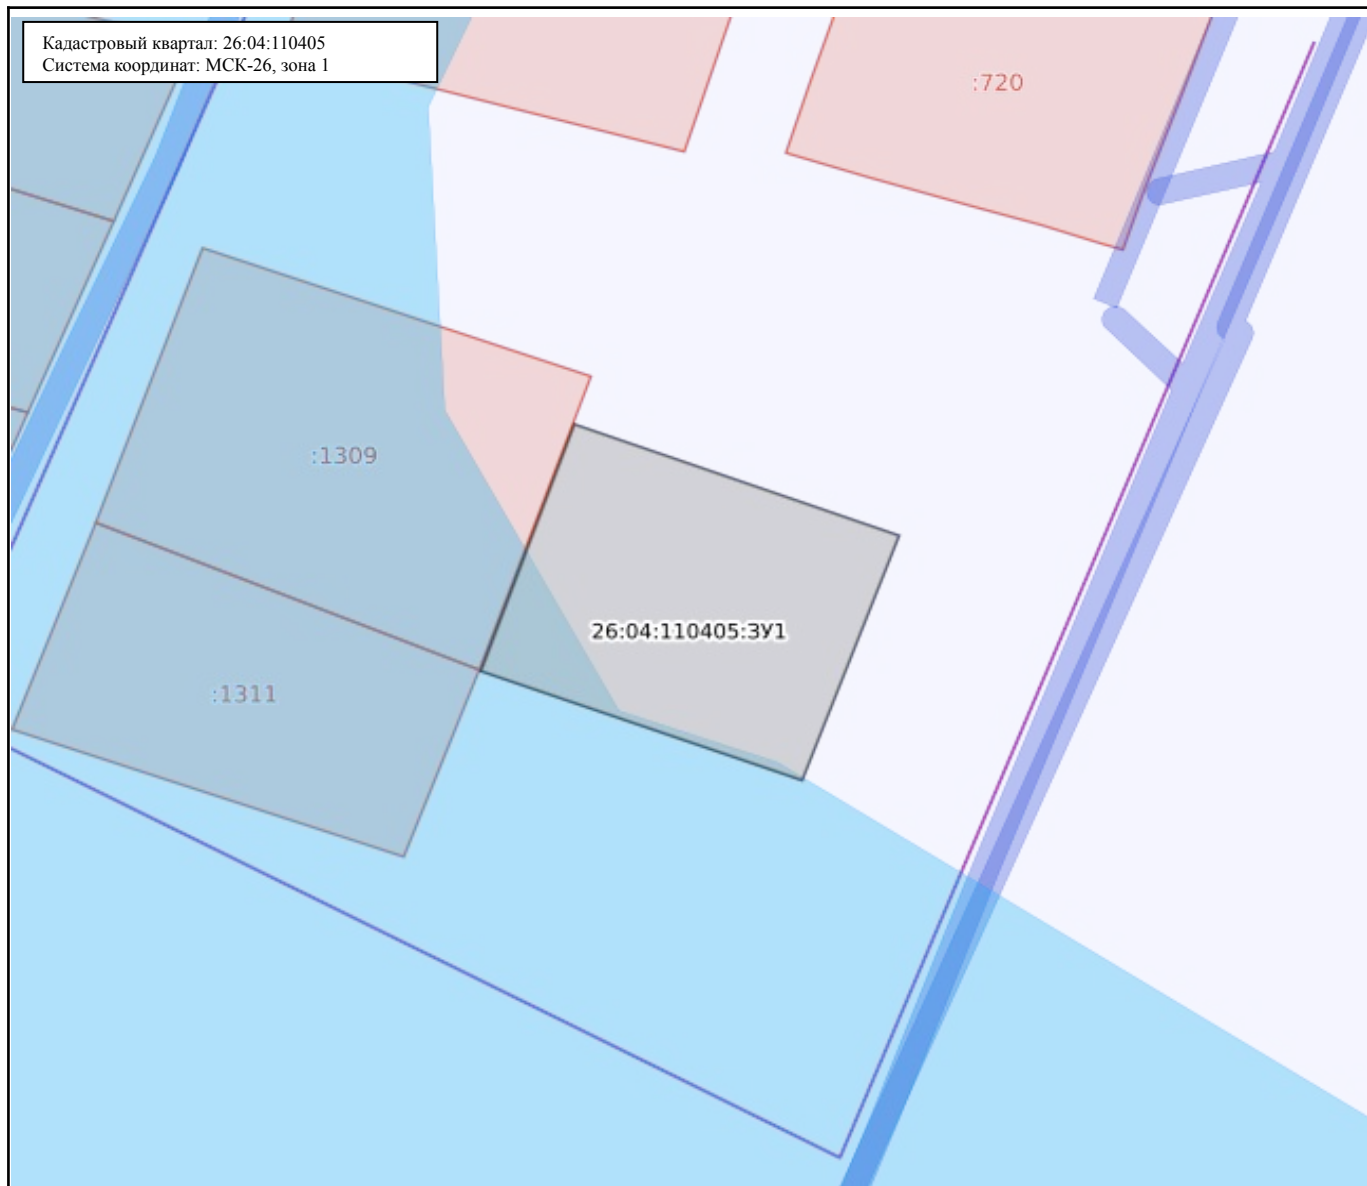 Кадастровый квартал: 26:04:110405
Система координат: МСК-26, зона 1
:720
:1309
26:04:110405:ЗУ1
:1311